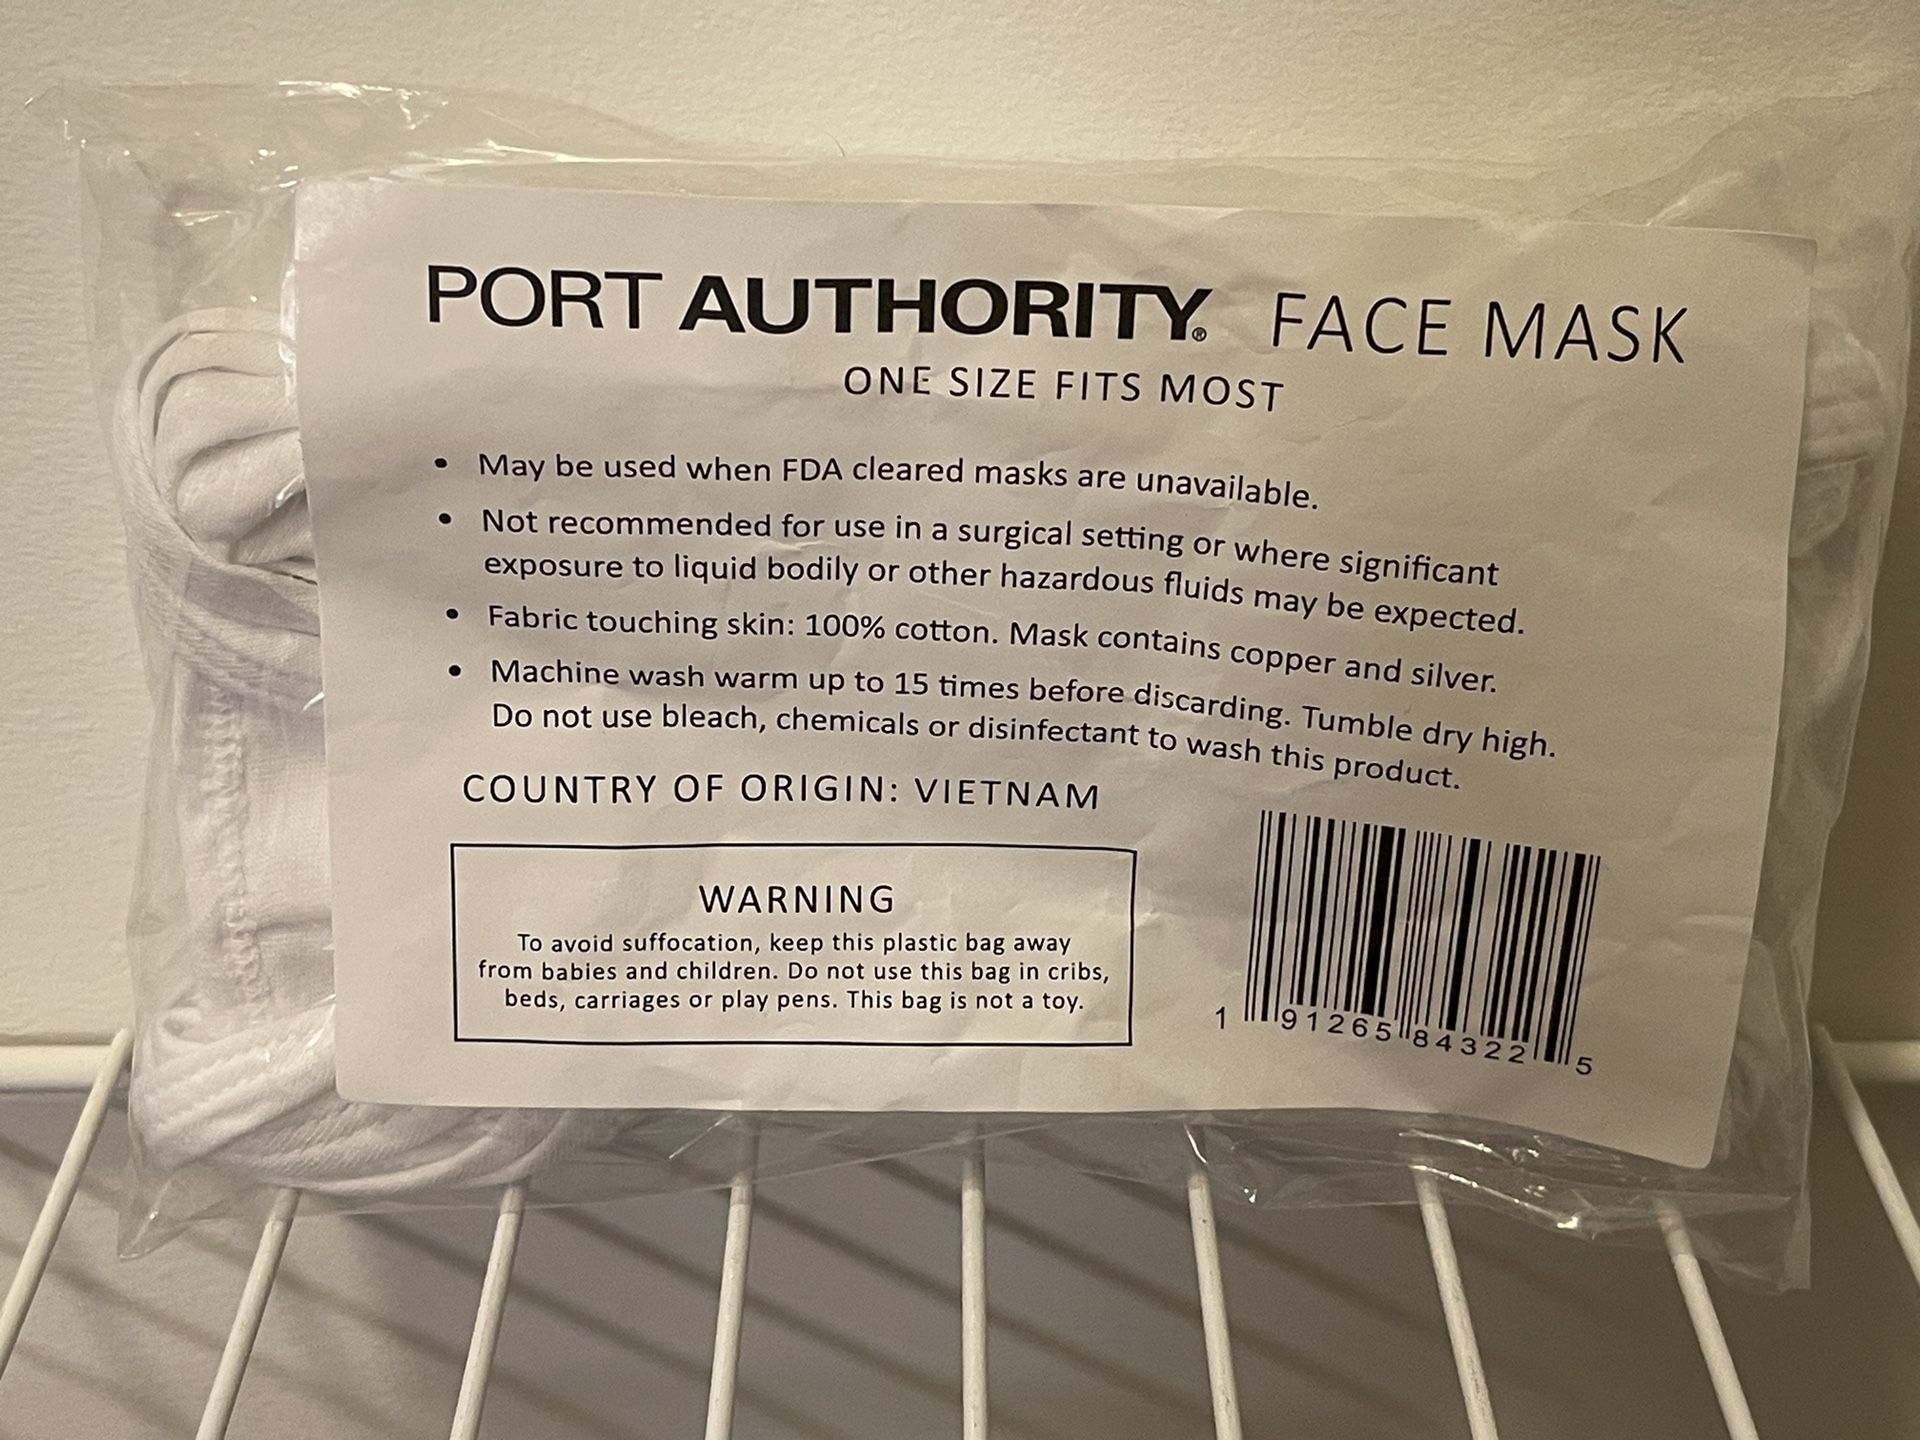 PORT AUTHORITY® FACE MASK
ONE SIZE FITS MOST
• May be used when FDA cleared masks are unavailable.
• Not recommended for use in a surgical setting or where significant
exposure to liquid bodily or other hazardous fluids may be expected.
• Fabric touching skin: 100% cotton. Mask contains copper and silver.
• Machine wash warm up to 15 times before discarding. Tumble dry high.
Do not use bleach, chemicals or disinfectant to wash this product.
COUNTRY OF ORIGIN: VIETNAM
WARNING
To avoid suffocation, keep this plastic bag away
from babies and children. Do not use this bag in cribs,
beds, carriages or play pens. This bag is not a toy.
1 91265 84322 5